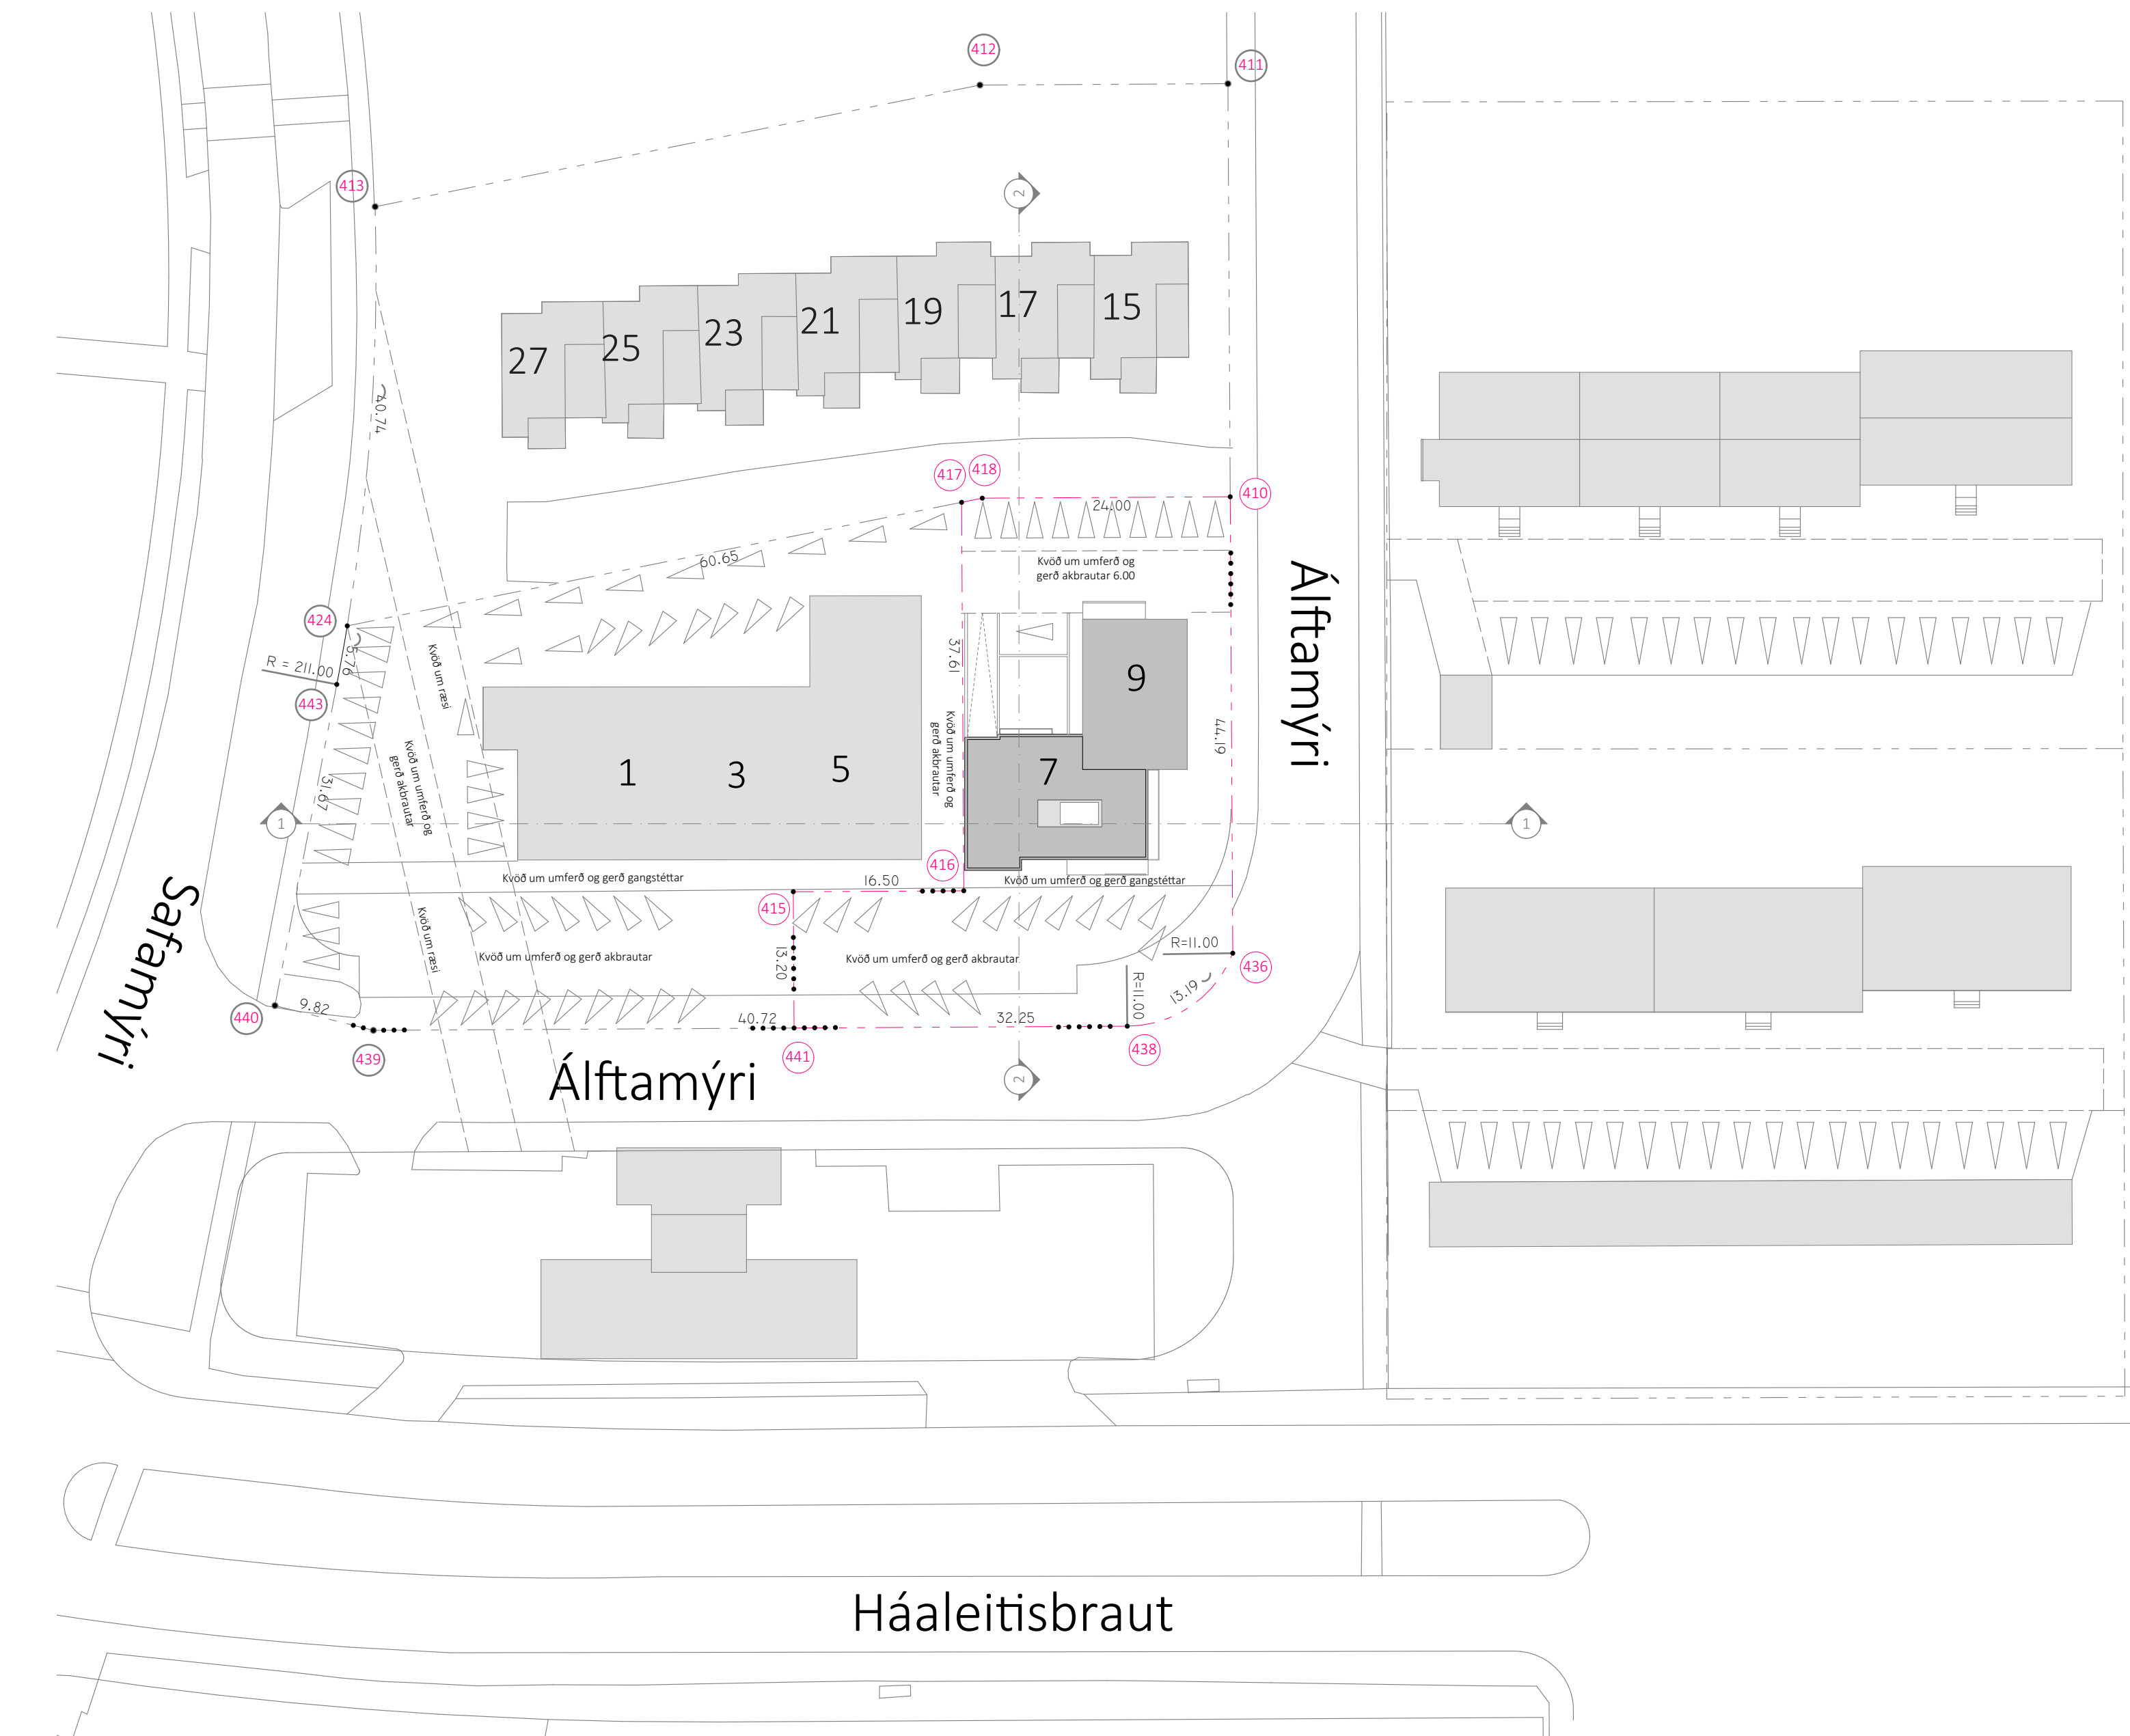 412
411
413
2
27
25
23
21
19
17
15
40.74
417
418
410
24.00
60.65
Kvöð um umferð og
gerð akbrautar 6.00
424
5.76
R = 211.00
443
Kvöð um ræsi
37.61
Kvöð um umferð og
gerð akbrautar
9
44.19
Álftamýri
Kvöð um umferð og
gerð akbrautar
31.67
1
1
3
5
7
1
416
Kvöð um umferð og gerð gangstéttar
16.50
Kvöð um umferð og gerð gangstéttar
415
Safamýri
Kvöð um ræsi
Kvöð um umferð og gerð akbrautar
13.20
Kvöð um umferð og gerð akbrautar
R=11.00
436
R=11.00
13.19
440
9.82
40.72
32.25
439
441
438
Álftamýri
2
Háaleitisbraut